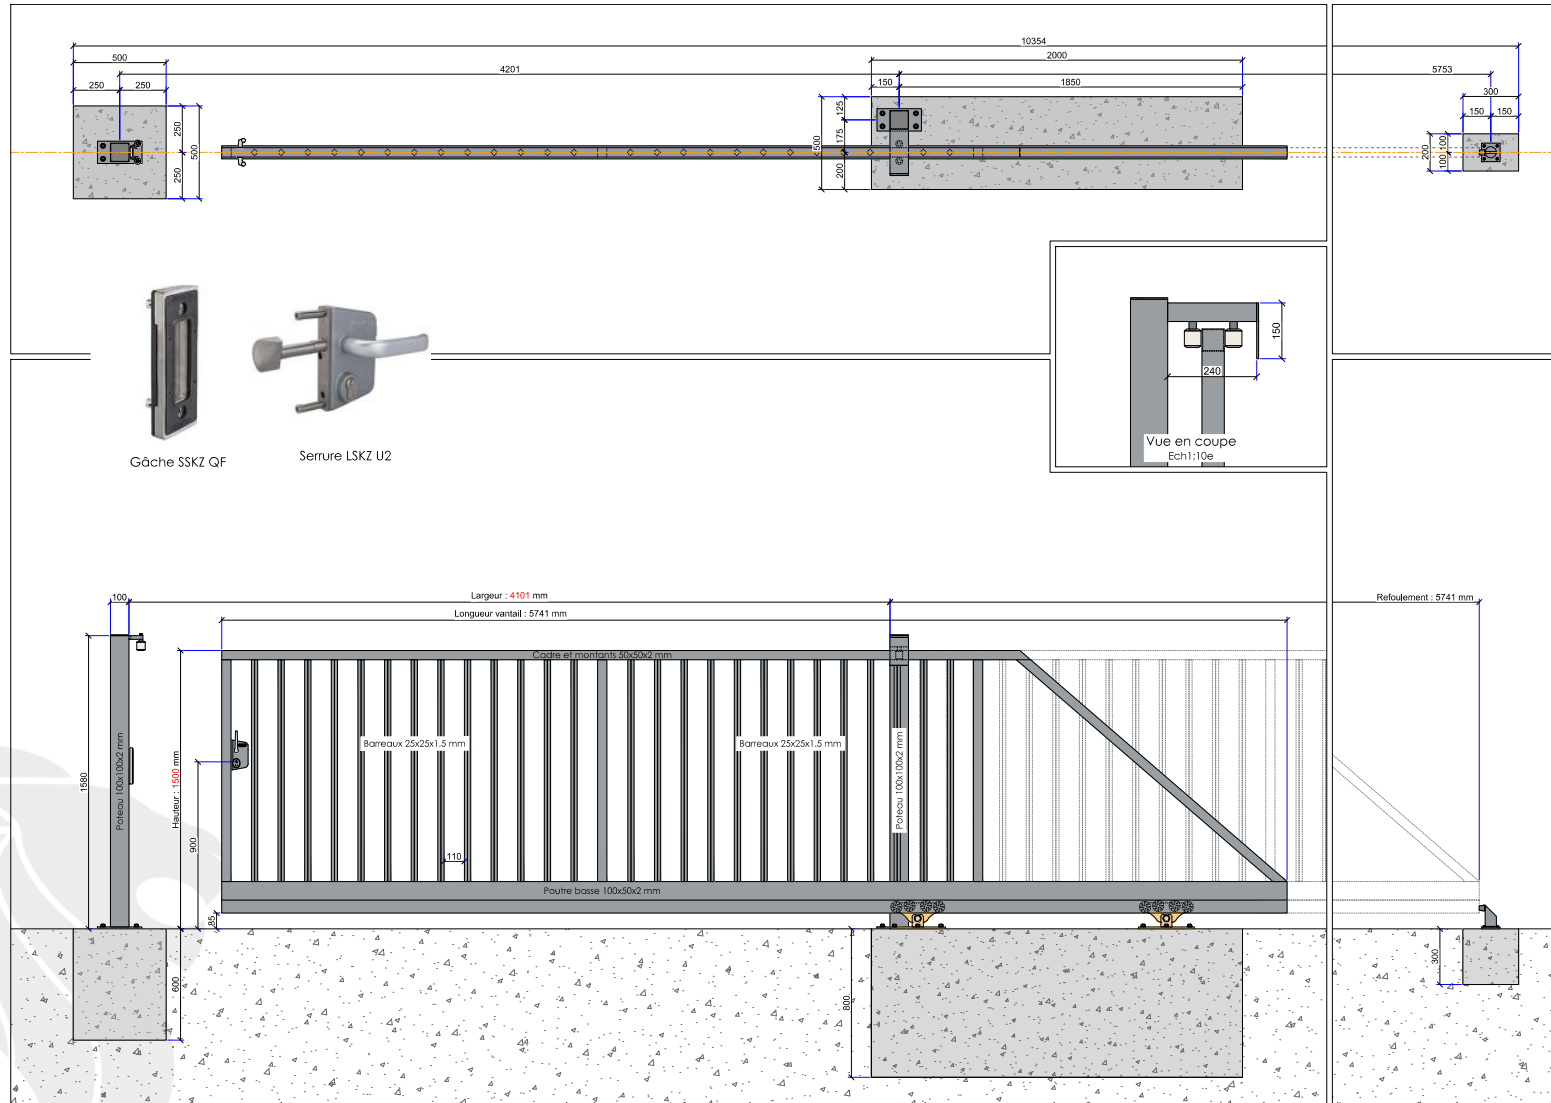 10354
500
2000
4201
5753
250
250
150
1850
300
150
150
250
500
250
125
175
500
200
100
200
100
150
240
Vue en coupe
Ech1:10e
Gâche SSKZ QF
Serrure LSKZ U2
100
Largeur : 4101 mm
Refoulement : 5741 mm
Longueur vantail : 5741 mm
Cadre et montants 50x50x2 mm
Barreaux 25x25x1.5 mm
Barreaux 25x25x1.5 mm
Poteau 100x100x2 mm
Poteau 100x100x2 mm
1580
Hauteur : 1500 mm
900
110
Poutre basse 100x50x2 mm
85
600
800
300